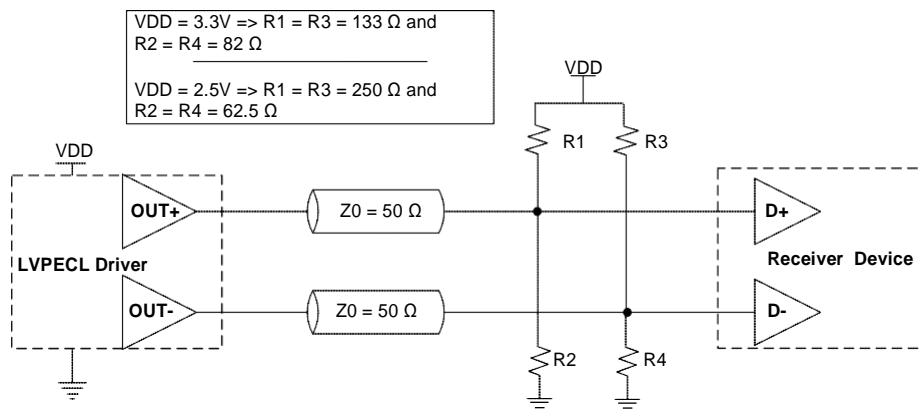 VDD = 3.3V => R1 = R3 = 133 Ω and
R2 = R4 = 82 Ω
VDD = 2.5V => R1 = R3 = 250 Ω and
R2 = R4 = 62.5 Ω
VDD
R1
R3
VDD
OUT+
Z0 = 50 Ω
D+
LVPECL Driver
Receiver Device
OUT-
Z0 = 50 Ω
D-
R2
R4